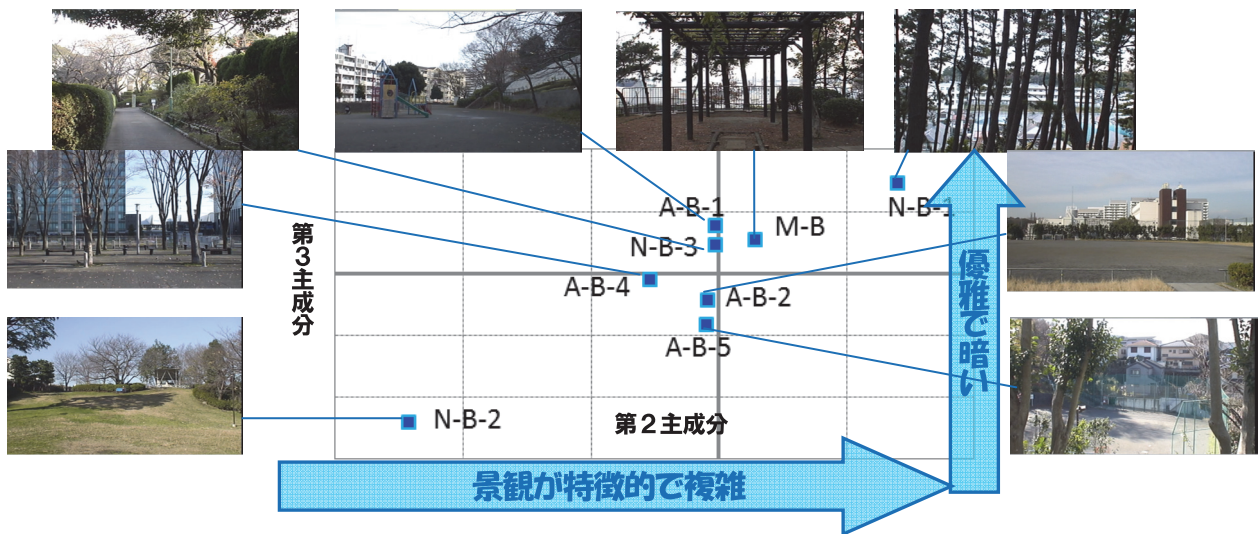 A-B-1
N-B-1
N-B-3
M-B
第3主成分
A-B-4
A-B-2
A-B-5
優雅で暗い
N-B-2
第2主成分
景観が特徴的で複雑